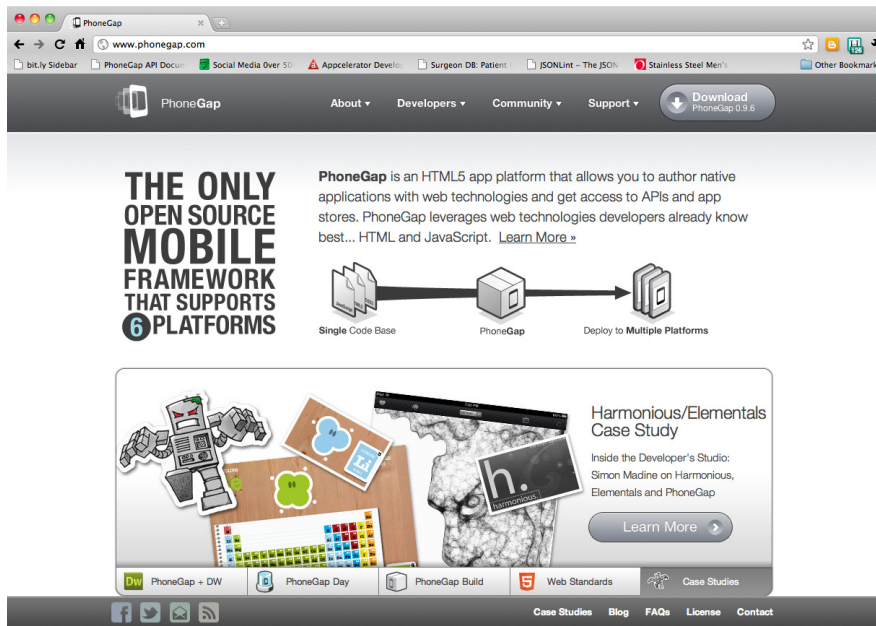 PhoneGap
www.phonegap.com
bit.ly Sidebar
PhoneGap API Docum
Social Media Over 50
Appcelerator Develop
Surgeon DB: Patient
JSONLint - The JSON
Stainless Steel Men's
Other Bookmark
126
PhoneGap
About
Developers
Community
Support
Download
PhoneGap 0.9.6
THE ONLY
OPEN SOURCE
MOBILE
FRAMEWORK
THAT SUPPORTS
6 PLATFORMS
PhoneGap is an HTML5 app platform that allows you to author native
applications with web technologies and get access to APIs and app
stores. PhoneGap leverages web technologies developers already know
best... HTML and JavaScript. Learn More »
JavaScript
Single Code Base
PhoneGap
Deploy to Multiple Platforms
Li
h.
harmonious.
Harmonious/Elementals
Case Study
Inside the Developer's Studio:
Simon Madine on Harmonious,
Elementals and PhoneGap
Learn More
Dw PhoneGap + DW
PhoneGap Day
PhoneGap Build
5 Web Standards
Case Studies
Case Studies Blog FAQs License Contact